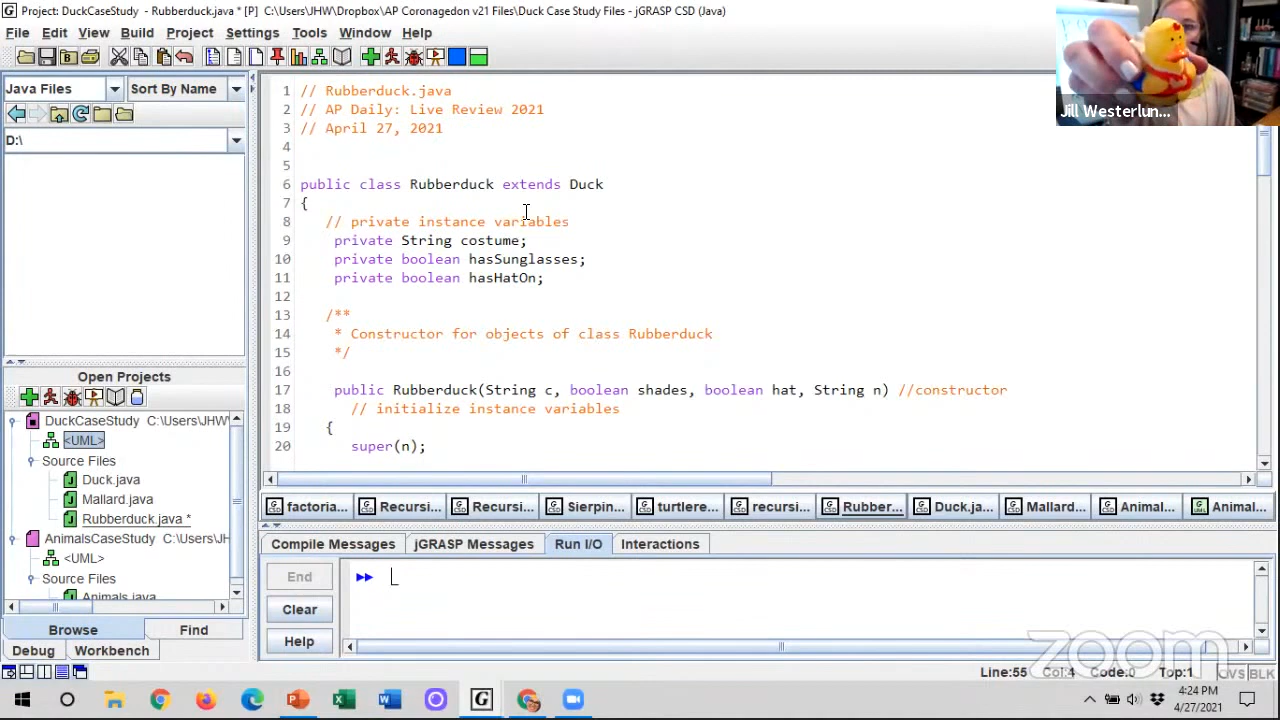 Project: DuckCaseStudy - Rubberduck.java * [P] C:\Users\JHW\Dropbox\AP Coronagedon v21 Files\Duck Case Study Files - jGRASP CSD (Java)
File Edit View Build Project Settings Tools Window Help
Java Files Sort By Name
D:\
1 // Rubberduck.java
2 // AP Daily: Live Review 2021
3 // April 27, 2021
4
5
6 public class Rubberduck extends Duck
7 {
8 // private instance variables
9 private String costume;
10 private boolean hasSunglasses;
11 private boolean hasHatOn;
12
13 /**
14 * Constructor for objects of class Rubberduck
15 */
16
17 public Rubberduck(String c, boolean shades, boolean hat, String n) //constructor
18 // initialize instance variables
19 {
20 super(n);
Jill Westerlun...
Open Projects
DuckCaseStudy C:\Users\JHW\
<UML>
Source Files
Duck.java
Mallard.java
Rubberduck.java *
AnimalsCaseStudy C:\Users\JH
<UML>
Source Files
Animals.java
Browse Find
Debug Workbench
factoria... Recursi... Recurs... Sierpin... turtlere... recursi... Rubber... Duck.ja... Mallard... Animal... Animal...
Compile Messages jGRASP Messages Run I/O Interactions
End
Clear
Help
zoom
Line:55 Col:4 Code:0 Top:1 OVS BLK
4:24 PM
4/27/2021